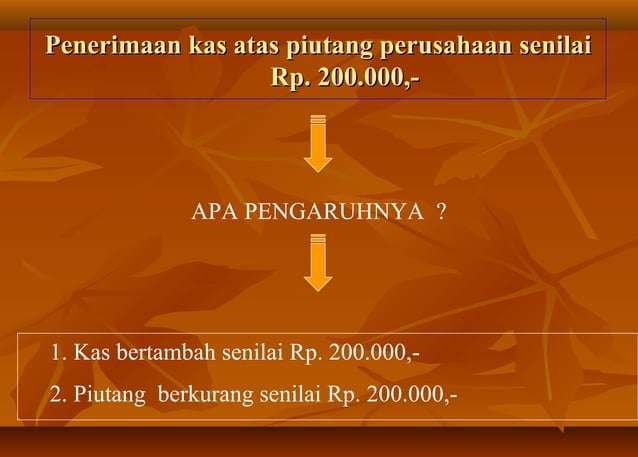 Penerimaan kas atas piutang perusahaan senilai
Rp. 200.000,-
APA PENGARUHNYA ?
1. Kas bertambah senilai Rp. 200.000,-
2. Piutang berkurang senilai Rp. 200.000,-